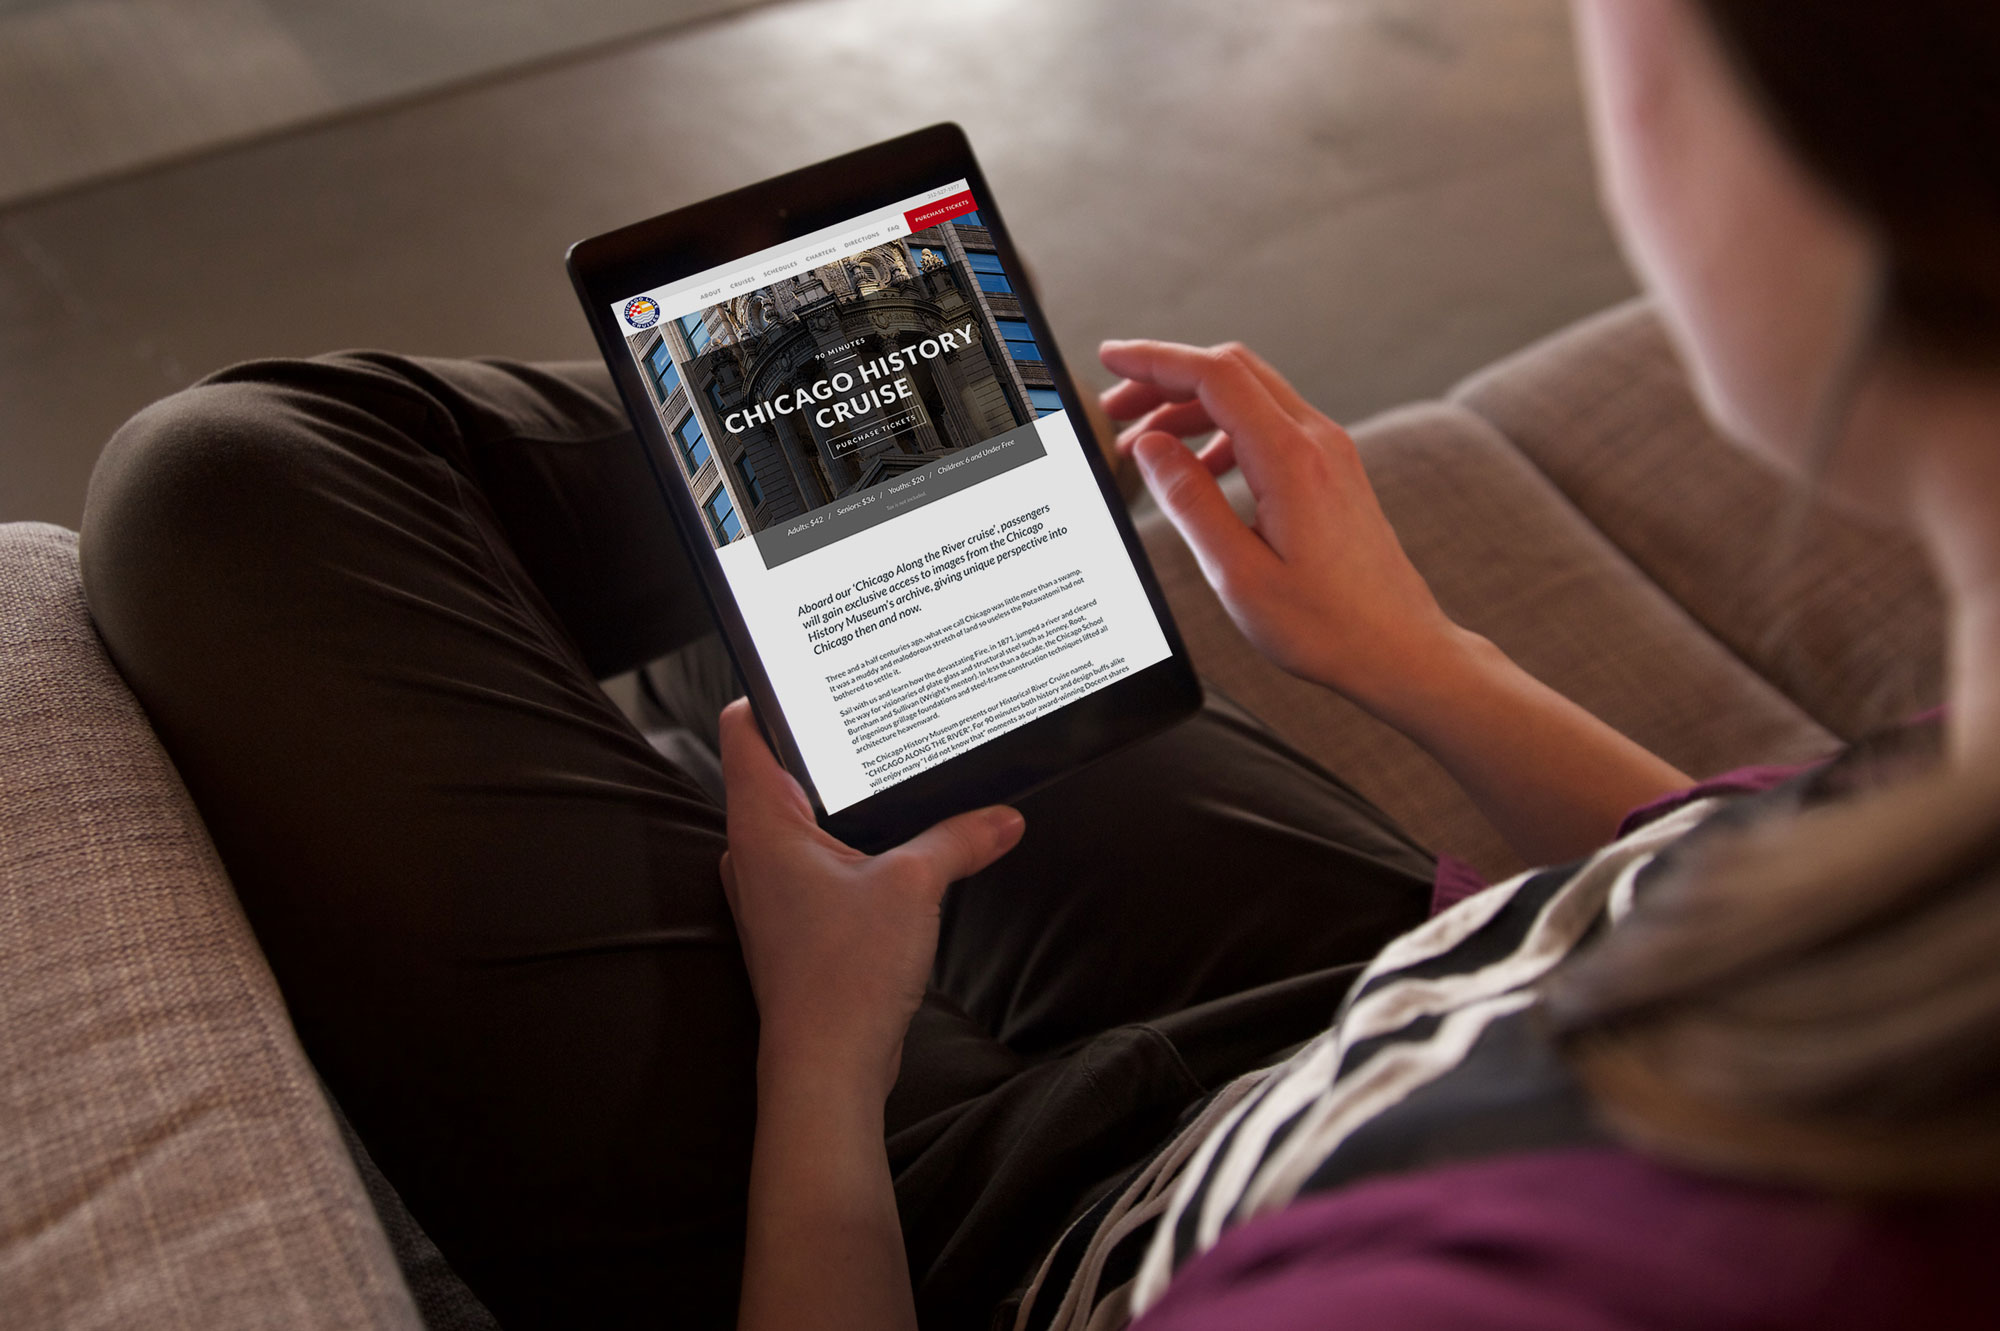 312-527-1977
PURCHASE TICKETS
CHICAGO LINE CRUISES
ABOUT CRUISES SCHEDULES CHARTERS DIRECTIONS FAQ
90 MINUTES
CHICAGO HISTORY
CRUISE
PURCHASE TICKETS
Adults: $42 / Seniors: $36 / Youths: $20 / Children: 6 and Under Free
Tax is not included
Aboard our ‘Chicago Along the River cruise’, passengers
will gain exclusive access to images from the Chicago
History Museum’s archive, giving unique perspective into
Chicago then and now.
Three and a half centuries ago, what we call Chicago was little more than a swamp.
It was a muddy and malodorous stretch of land so useless the Potawatomi had not
bothered to settle it.
Sail with us and learn how the devastating Fire, in 1871, jumped a river and cleared
the way for visionaries of plate glass and structural steel such as Jenney, Root,
Burnham and Sullivan (Wright’s mentor). In less than a decade, the Chicago School
of ingenious grillage foundations and steel-frame construction techniques lifted all
architecture heavenward.
The Chicago History Museum presents our Historical River Cruise named,
“CHICAGO ALONG THE RIVER”. For 90 minutes both history and design buffs alike
will enjoy many “I did not know that” moments as our award-winning Docent shares